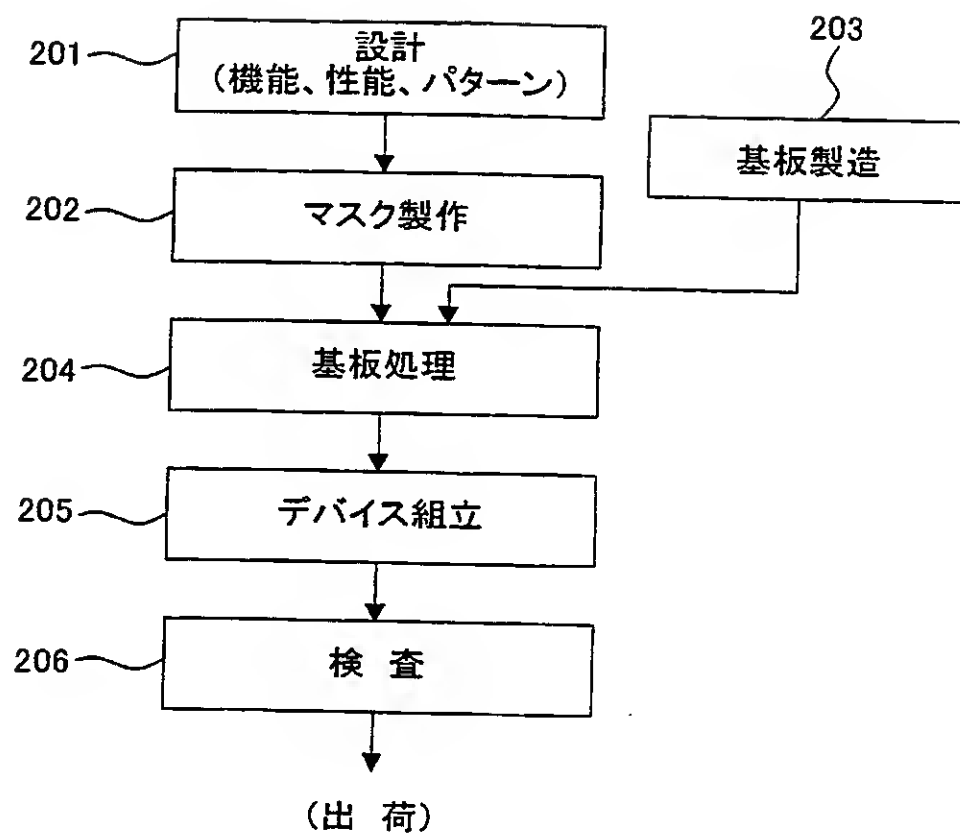 201
設計
(機能、性能、パターン)
203
基板製造
202
マスク製作
204
基板処理
205
デバイス組立
206
検 査
(出 荷)